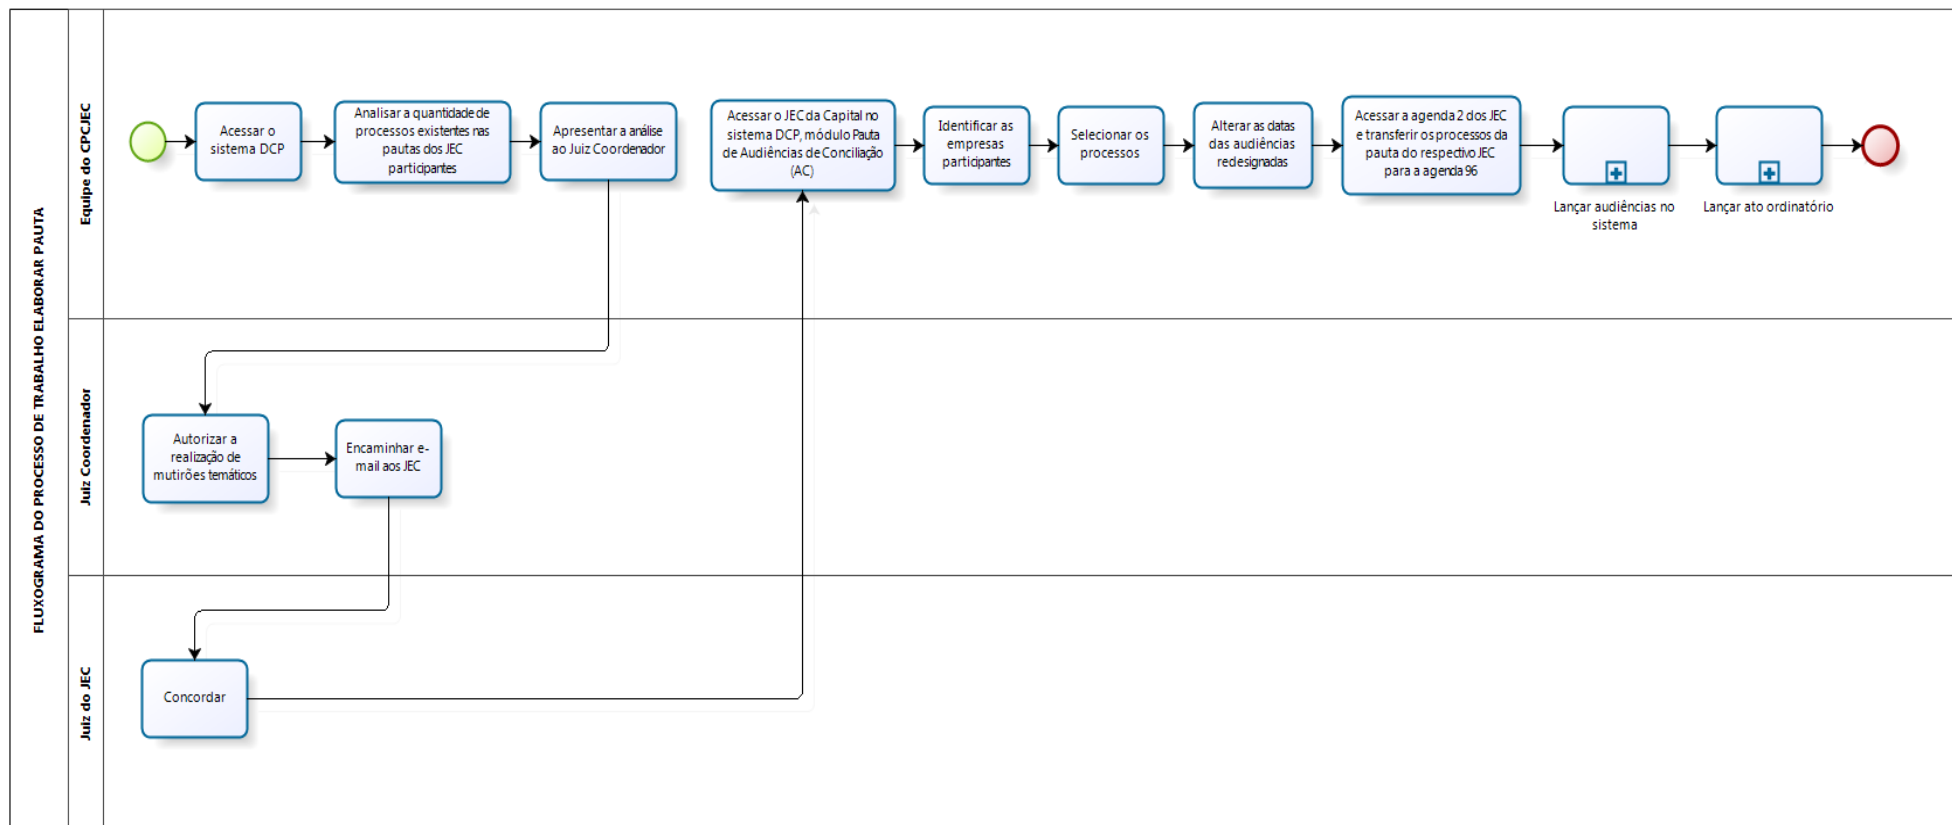 FLUXOGRAMA DO PROCESSO DE TRABALHO ELABORAR PAUTA
Equipe do CPCJEC
Acessar o
sistema DCP
Analisar a quantidade de
processos existentes nas
pautas dos JEC
participantes
Apresentar a análise
ao Juiz Coordenador
Acessar o JEC da Capital no
sistema DCP, módulo Pauta
de Audiências de Conciliação
(AC)
Identificar as
empresas
participantes
Selecionar os
processos
Alterar as datas
das audiências
redesignadas
Acessar a agenda 2 dos JEC
e transferir os processos da
pauta do respectivo JEC
para a agenda 96
Lançar audiências no
sistema
Lançar ato ordinatório
Juiz Coordenador
Autorizar a
realização de
mutirões temáticos
Encaminhar e-
mail aos JEC
Juiz do JEC
Concordar